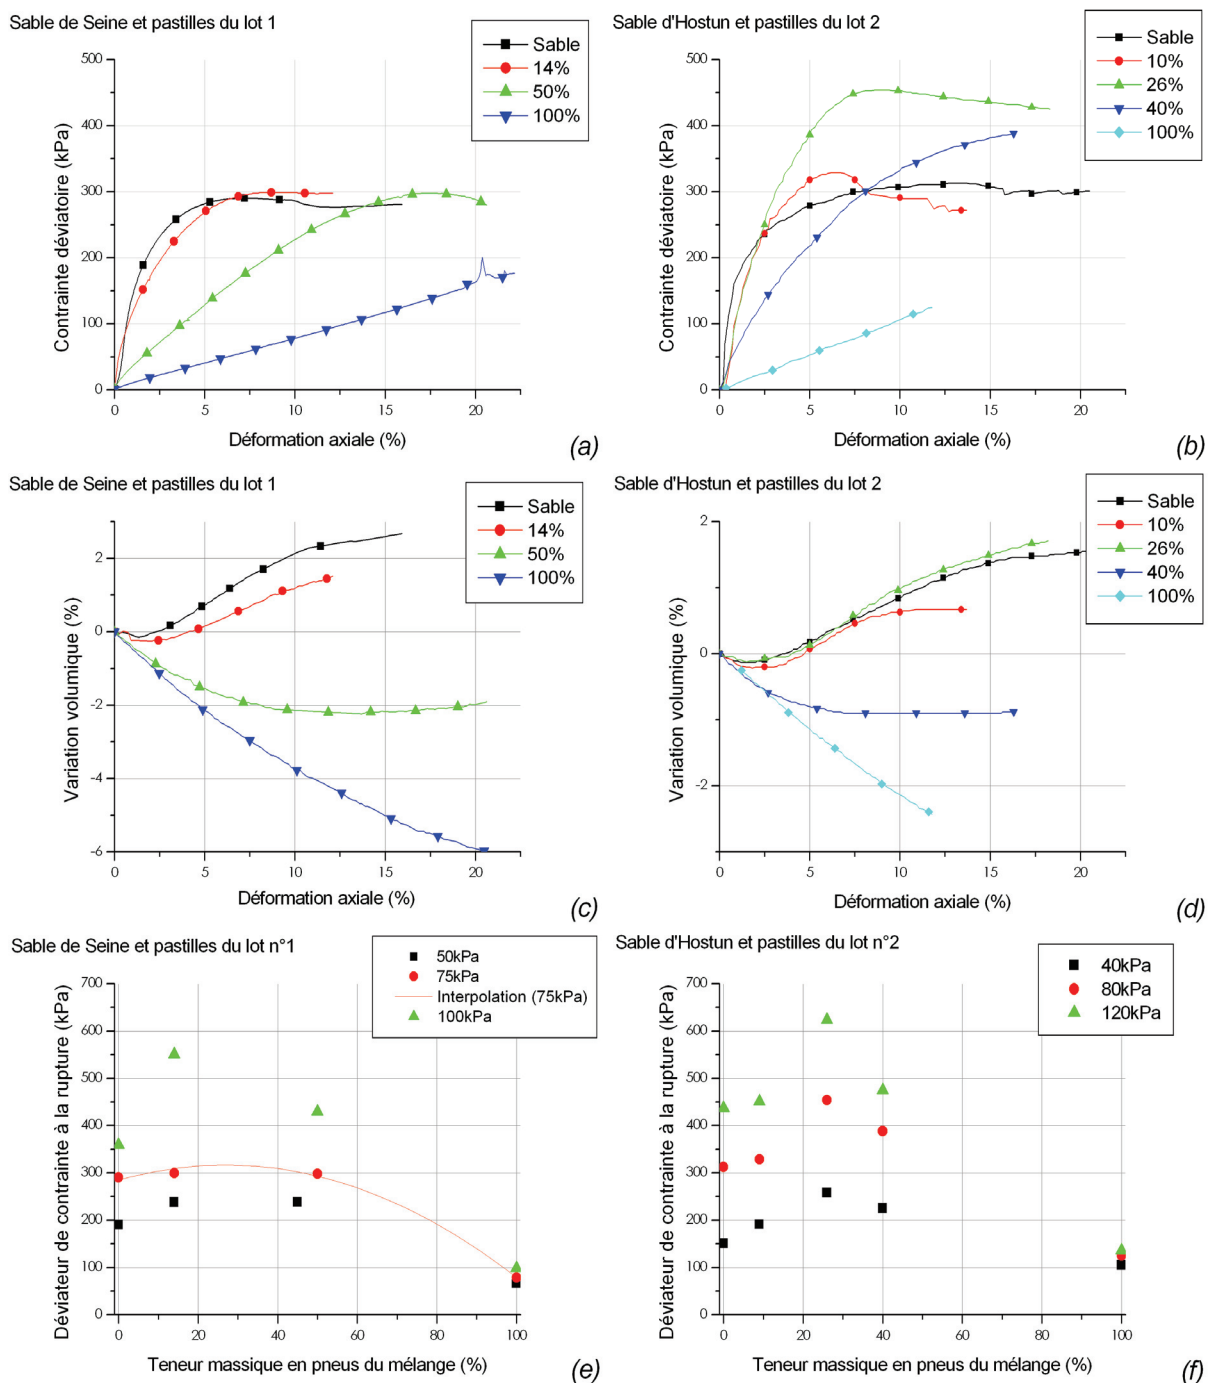 Sable de Seine et pastilles du lot 1
Sable
14%
50%
100%
500
400
300
200
100
0
0
5
10
15
20
Contrainte déviatoire (kPa)
Déformation axiale (%)
(a)
Sable d'Hostun et pastilles du lot 2
Sable
10%
26%
40%
100%
500
400
300
200
100
0
0
5
10
15
20
Contrainte déviatoire (kPa)
Déformation axiale (%)
(b)
Sable de Seine et pastilles du lot 1
Sable
14%
50%
100%
2
0
-2
-4
-6
0
5
10
15
20
Variation volumique (%)
Déformation axiale (%)
(c)
Sable d'Hostun et pastilles du lot 2
Sable
10%
26%
40%
100%
2
0
-2
0
5
10
15
20
Variation volumique (%)
Déformation axiale (%)
(d)
Sable de Seine et pastilles du lot n°1
50kPa
75kPa
Interpolation (75kPa)
100kPa
700
600
500
400
300
200
100
0
0
20
40
60
80
100
Déviateur de contrainte à la rupture (kPa)
Teneur massique en pneus du mélange (%)
(e)
Sable d'Hostun et pastilles du lot n°2
40kPa
80kPa
120kPa
700
600
500
400
300
200
100
0
0
20
40
60
80
100
Déviateur de contrainte à la rupture (kPa)
Teneur massique en pneus du mélange (%)
(f)